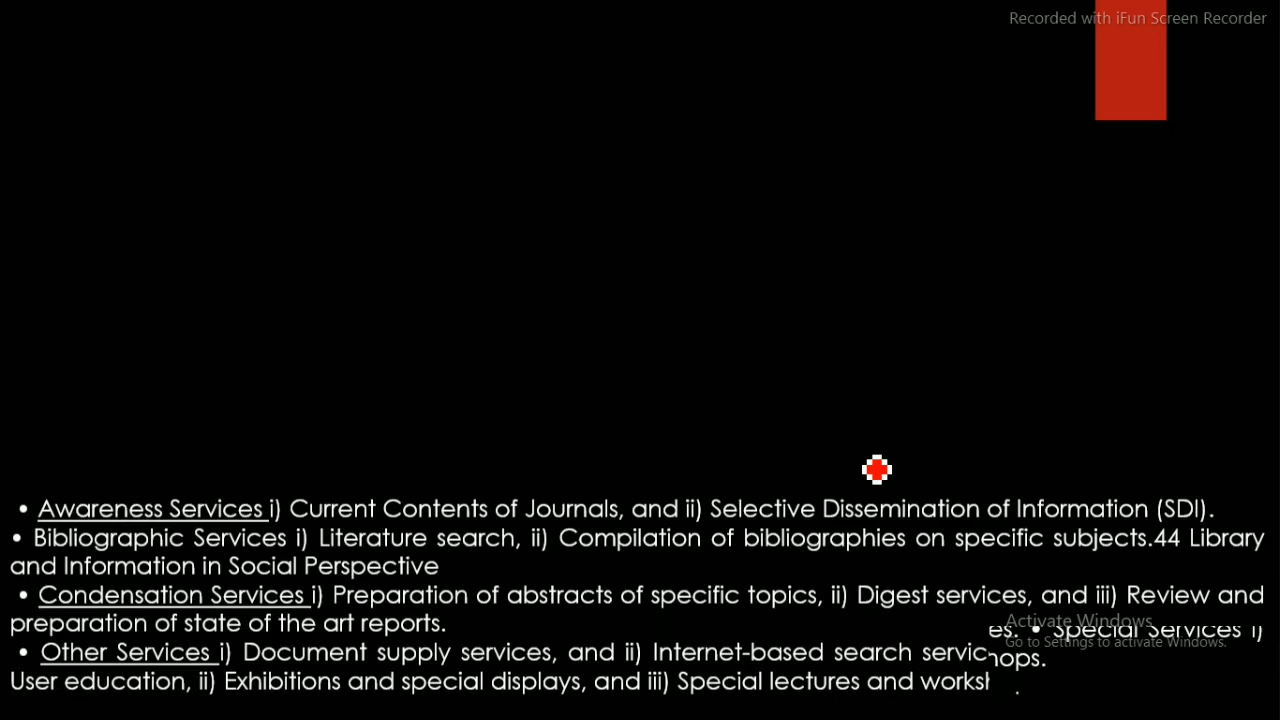 Recorded with iFun Screen Recorder
• Awareness Services i) Current Contents of Journals, and ii) Selective Dissemination of Information (SDI).
• Bibliographic Services i) Literature search, ii) Compilation of bibliographies on specific subjects.44 Library
and Information in Social Perspective
• Condensation Services i) Preparation of abstracts of specific topics, ii) Digest services, and iii) Review and
preparation of state of the art reports.
Activate Windows
Go to Settings to activate Windows.
• Other Services i) Document supply services, and ii) Internet-based search services. • Special Services i)
User education, ii) Exhibitions and special displays, and iii) Special lectures and workshops.